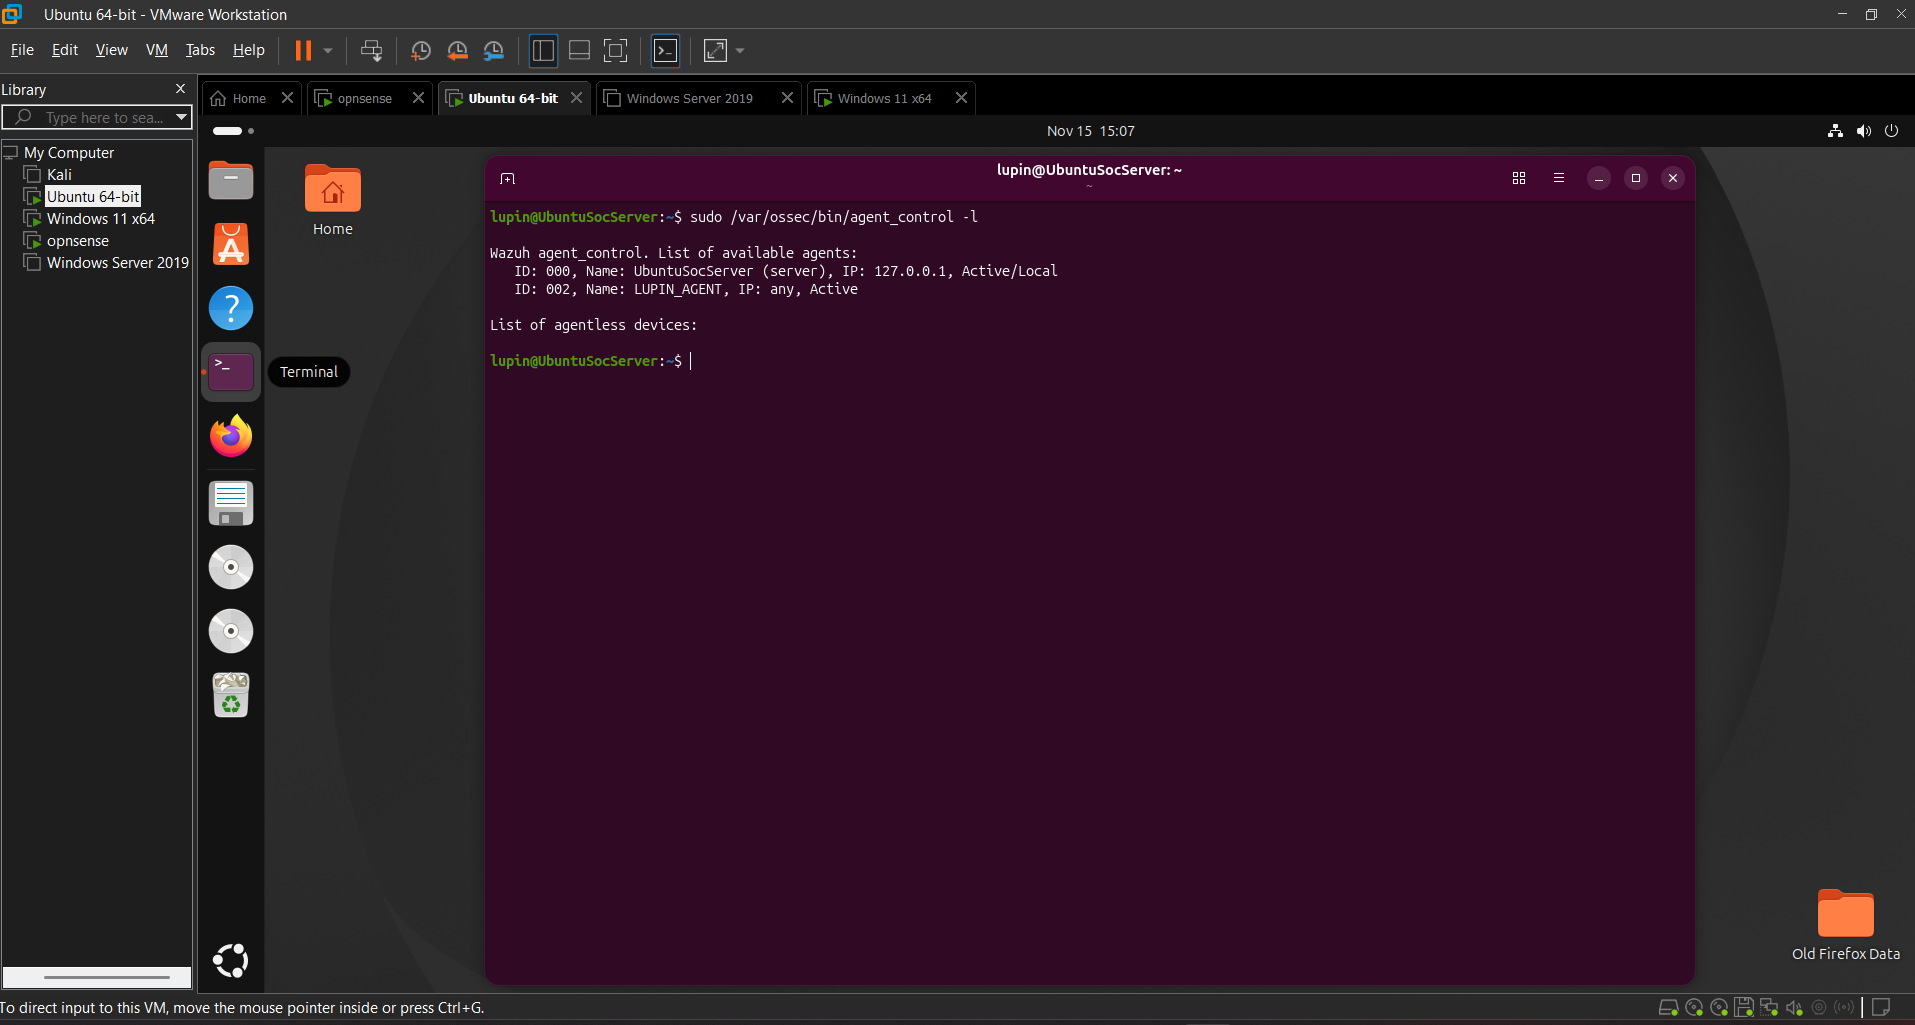 Ubuntu 64-bit - VMware Workstation
File Edit View VM Tabs Help
Library
Type here to sea...
My Computer
Kali
Ubuntu 64-bit
Windows 11 x64
opnsense
Windows Server 2019
Home opnsense Ubuntu 64-bit Windows Server 2019 Windows 11 x64
Nov 15 15:07
Home
Terminal
lupin@UbuntuSocServer: ~
~
lupin@UbuntuSocServer:~$ sudo /var/ossec/bin/agent_control -l
Wazuh agent_control. List of available agents:
ID: 000, Name: UbuntuSocServer (server), IP: 127.0.0.1, Active/Local
ID: 002, Name: LUPIN_AGENT, IP: any, Active
List of agentless devices:
lupin@UbuntuSocServer:~$
Old Firefox Data
To direct input to this VM, move the mouse pointer inside or press Ctrl+G.